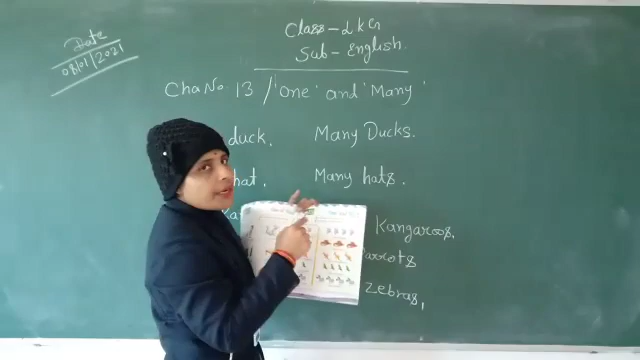 Date
08/01/2021
Class - L k G
Sub - English.
Cha No 13 / 'One' and 'Many'
duck. Many Ducks.
hat. Many hats.
Kangaroos.
Parrots
Zebras,